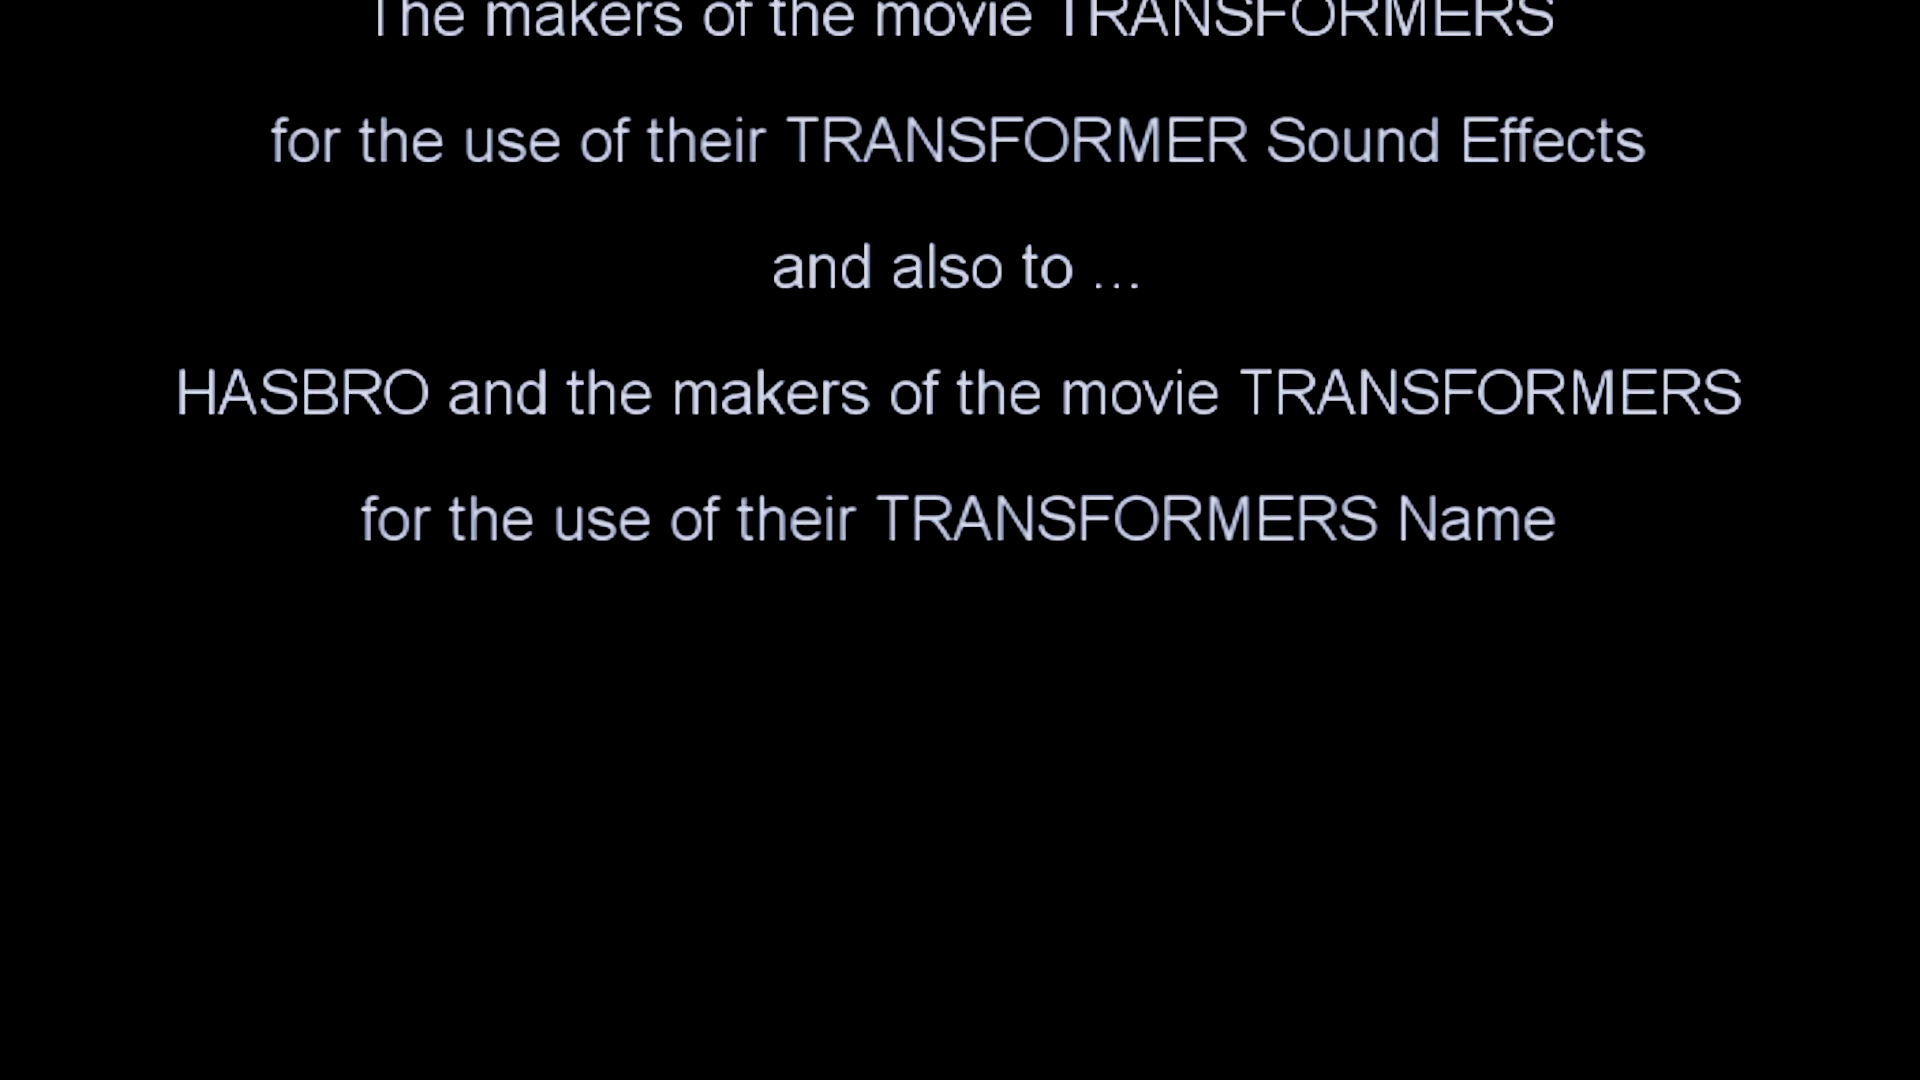 The makers of the movie TRANSFORMERS
for the use of their TRANSFORMER Sound Effects
and also to ...
HASBRO and the makers of the movie TRANSFORMERS
for the use of their TRANSFORMERS Name